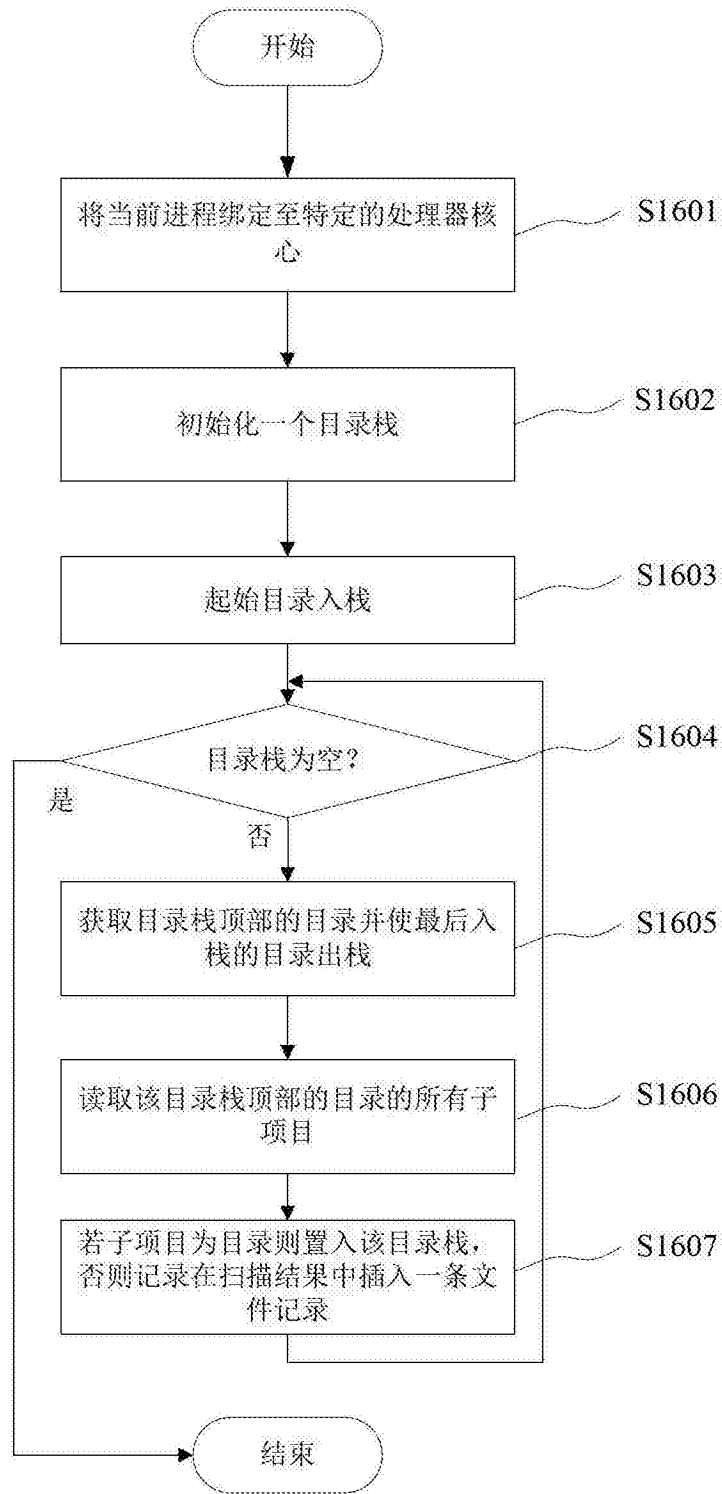 开始
将当前进程绑定至特定的处理器核
心
S1601
初始化一个目录栈
S1602
起始目录入栈
S1603
目录栈为空？
S1604
是
否
获取目录栈顶部的目录并使最后入
栈的目录出栈
S1605
读取该目录栈顶部的目录的所有子
项目
S1606
若子项目为目录则置入该目录栈，
否则记录在扫描结果中插入一条文
件记录
S1607
结束